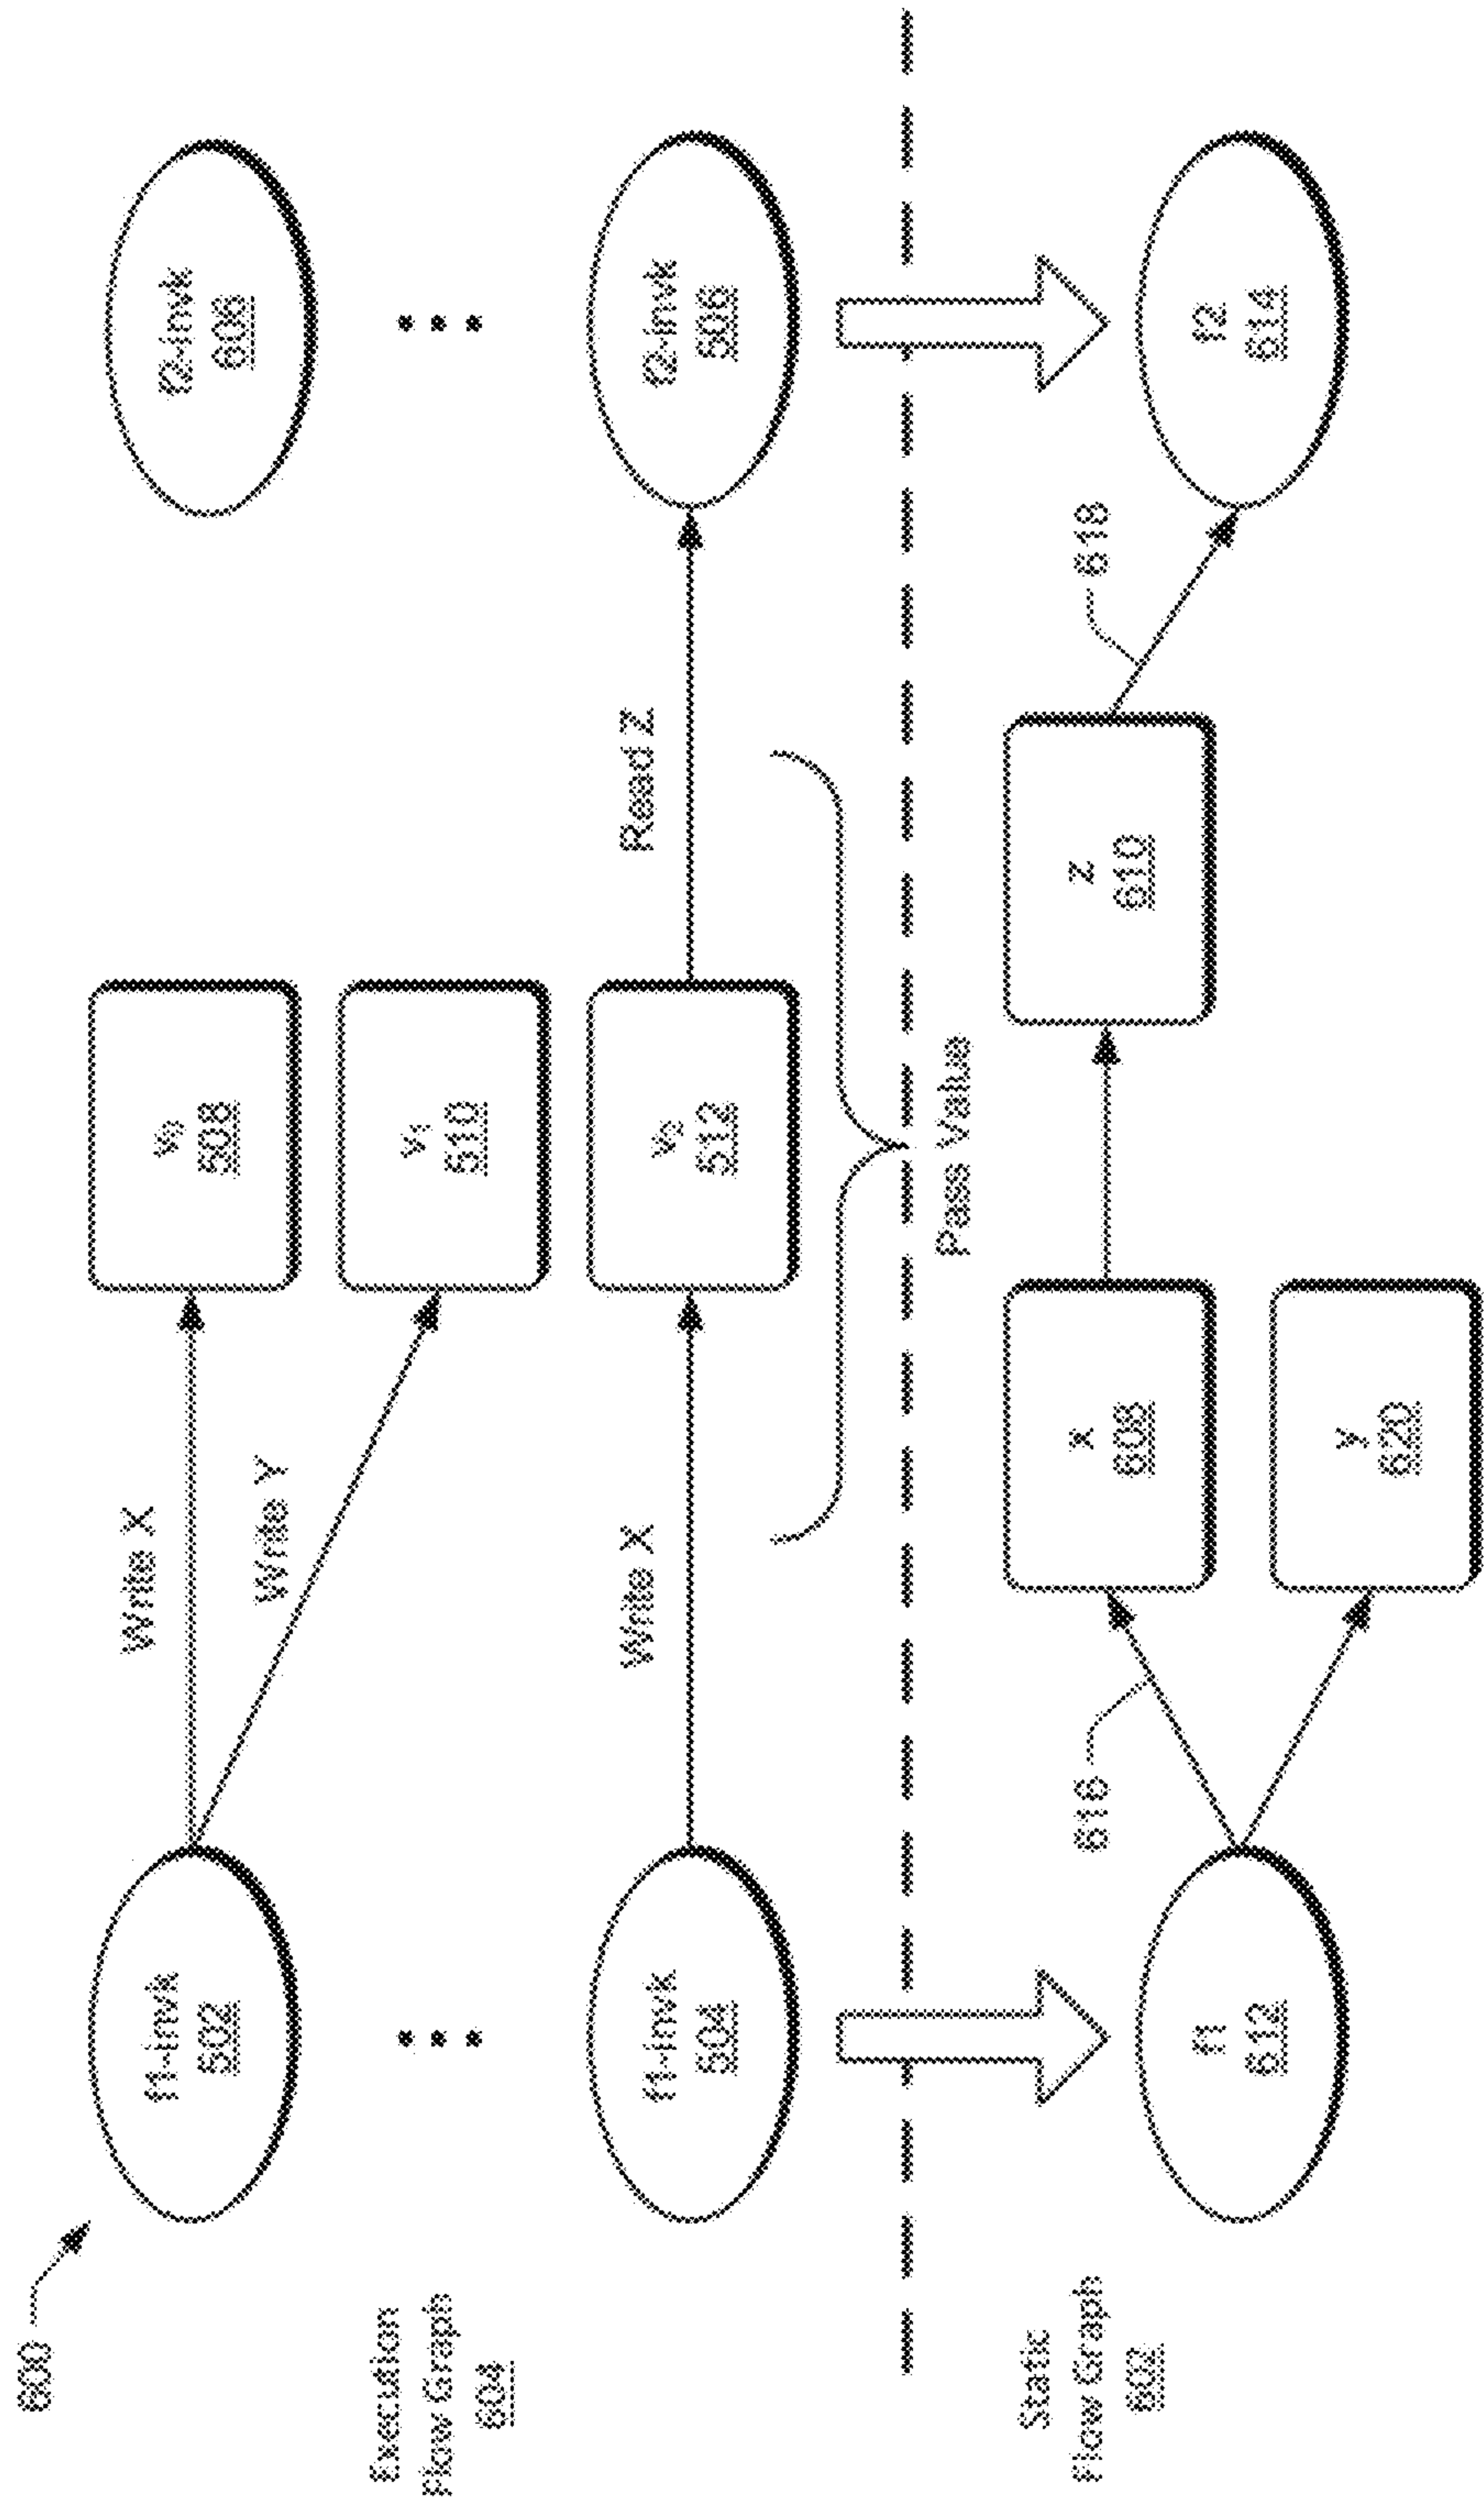 600
Execution
Flow Graph
604
f1-invk
502
Write X
Write Y
v₀
508
v₁
510
f2-invk
606
f1-invk
504
Write X
v₂
512
Read Z
f2-invk
506
Pass Value
Static
Flow Graph
602
f1
612
616
x
608
y
620
z
610
618
f2
614